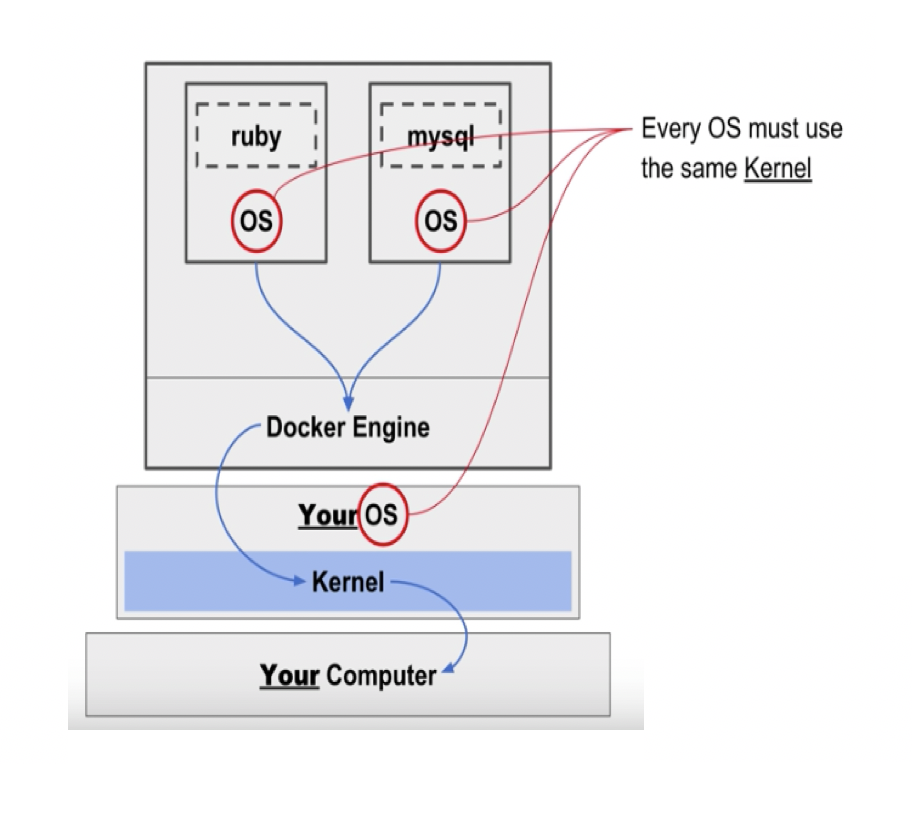 ruby
mysql
OS
OS
Every OS must use
the same Kernel
Docker Engine
Your OS
Kernel
Your Computer